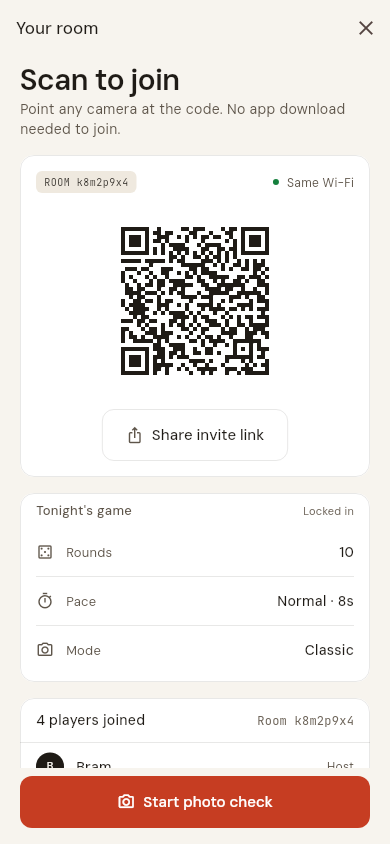 Your room
Scan to join
Point any camera at the code. No app download
needed to join.
ROOM k8m2p9x4
Same Wi-Fi
Share invite link
Tonight's game
Locked in
Rounds
10
Pace
Normal · 8s
Mode
Classic
4 players joined
Room k8m2p9x4
B
Bram
Host
Start photo check